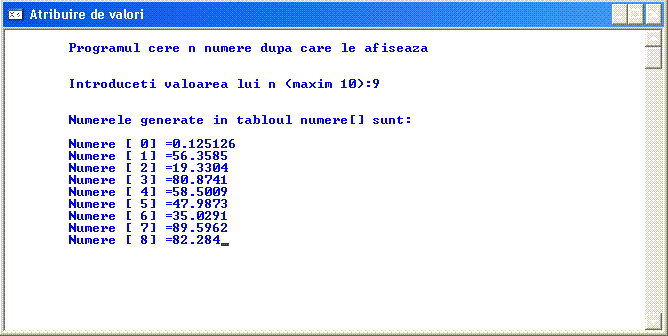 Atribuire de valori
Programul cere n numere dupa care le afiseaza
Introduceti valoarea lui n (maxim 10):9
Numerele generate in tabloul numere[] sunt:
Numere [ 0] =0.125126
Numere [ 1] =56.3585
Numere [ 2] =19.3304
Numere [ 3] =80.8741
Numere [ 4] =58.5009
Numere [ 5] =47.9873
Numere [ 6] =35.0291
Numere [ 7] =89.5962
Numere [ 8] =82.284_